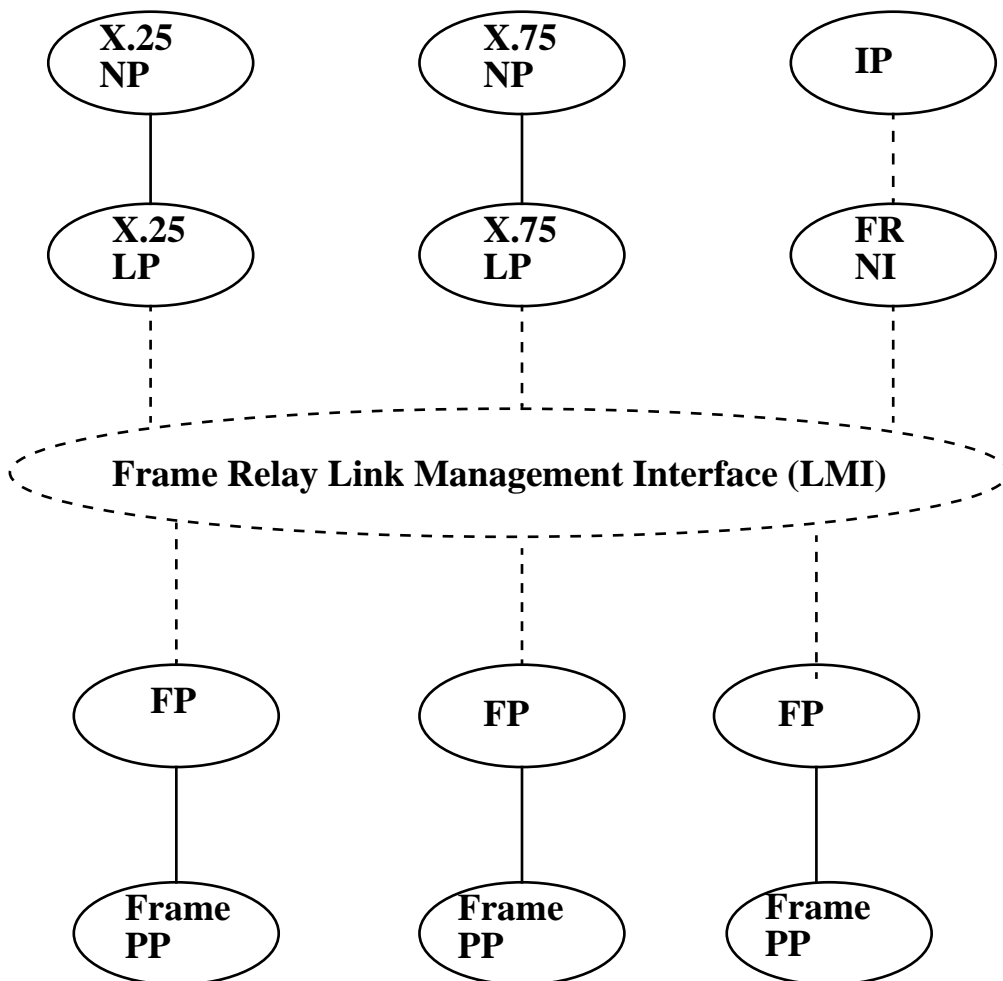 X.25
NP
X.75
NP
IP
X.25
LP
X.75
LP
FR
NI
Frame Relay Link Management Interface (LMI)
FP
FP
FP
Frame
PP
Frame
PP
Frame
PP